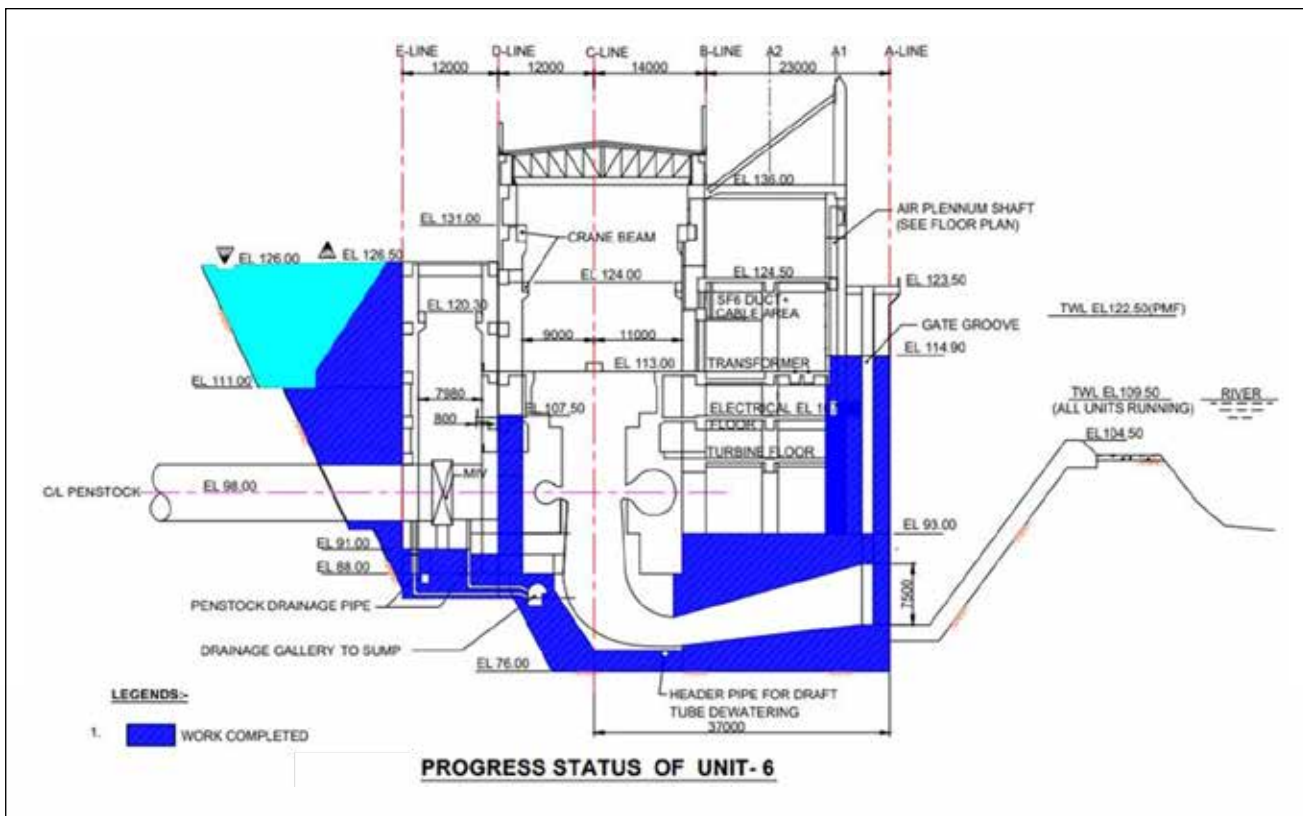 E-LINE D-LINE C-LINE B-LINE A2 A1 A-LINE
12000 12000 14000 23000
EL 136.00
AIR PLENNUM SHAFT
(SEE FLOOR PLAN)
EL 131.00
CRANE BEAM
EL 126.00 EL 126.50
EL 124.00 EL 124.50
EL 123.50
SF6 DUCT+
CABLE AREA
EL 120.30
TWL EL122.50(PMF)
GATE GROOVE
9000 11000
EL 114.90
EL 113.00 TRANSFORMER
EL 111.00
7980
TWL EL109.50 RIVER
(ALL UNITS RUNNING)
800
EL 107.50 ELECTRICAL EL
FLOOR
EL104.50
TURBINE FLOOR
MIV
C/L PENSTOCK EL 98.00
EL 93.00
EL 91.00
EL 88.00
7500
PENSTOCK DRAINAGE PIPE
DRAINAGE GALLERY TO SUMP
EL 76.00
HEADER PIPE FOR DRAFT
TUBE DEWATERING
37000
LEGENDS:-
1. WORK COMPLETED
PROGRESS STATUS OF UNIT- 6